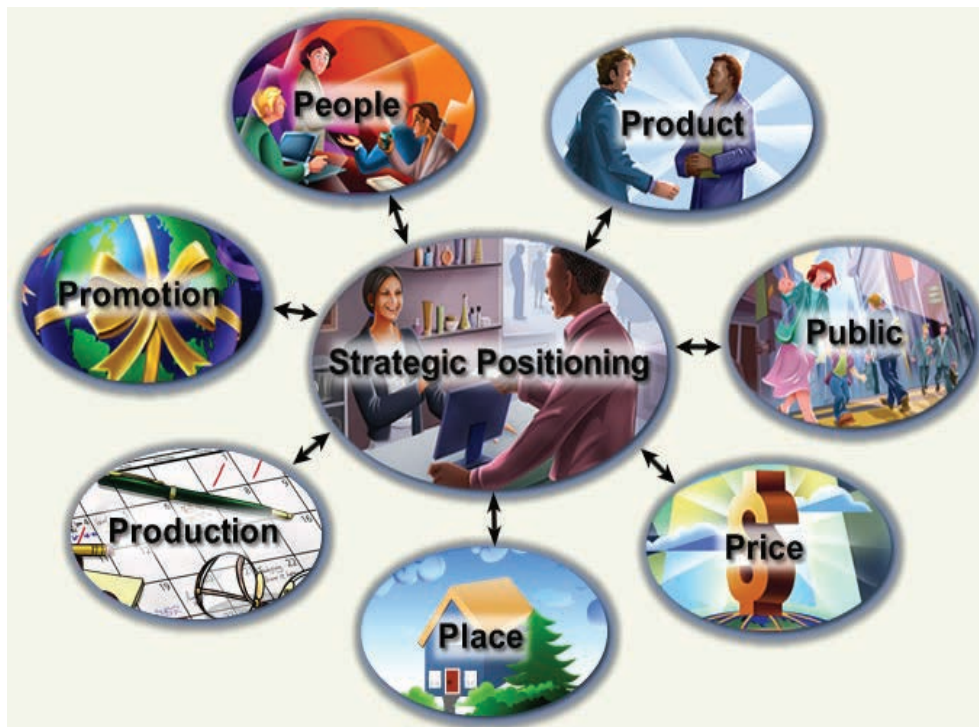 People
Product
Promotion
Strategic Positioning
Public
Production
Price
Place